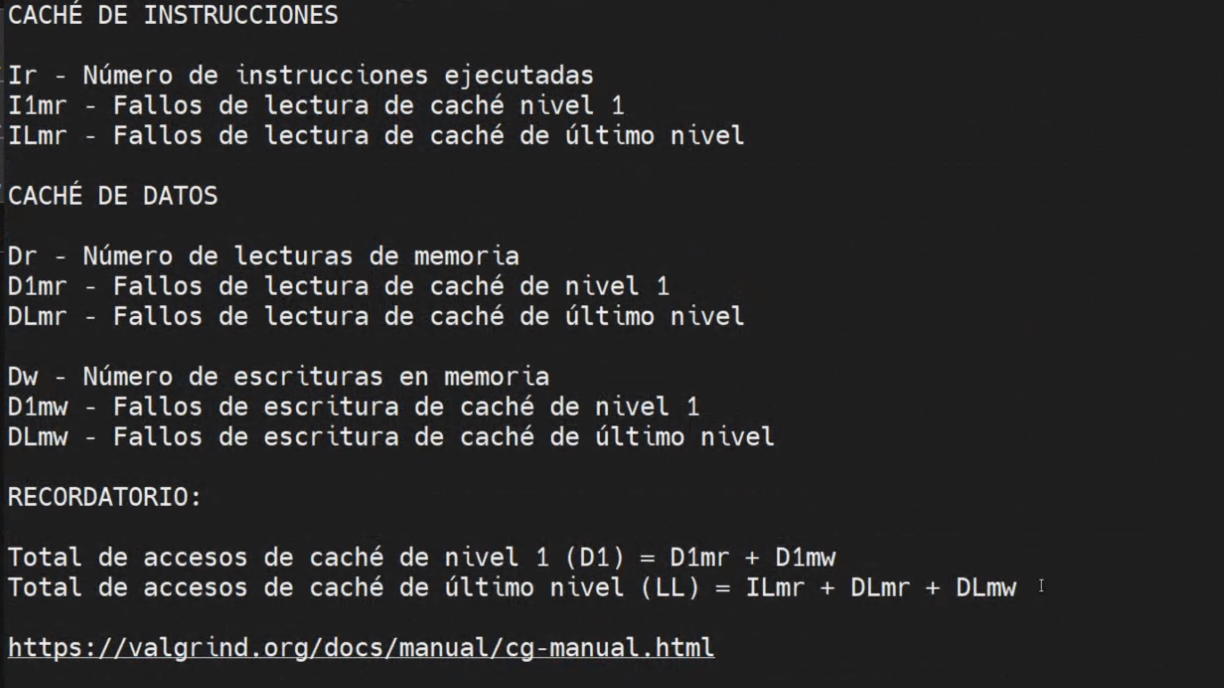 CACHÉ DE INSTRUCCIONES
Ir - Número de instrucciones ejecutadas
I1mr - Fallos de lectura de caché nivel 1
ILmr - Fallos de lectura de caché de último nivel
CACHÉ DE DATOS
Dr - Número de lecturas de memoria
D1mr - Fallos de lectura de caché de nivel 1
DLmr - Fallos de lectura de caché de último nivel
Dw - Número de escrituras en memoria
D1mw - Fallos de escritura de caché de nivel 1
DLmw - Fallos de escritura de caché de último nivel
RECORDATORIO:
Total de accesos de caché de nivel 1 (D1) = D1mr + D1mw
Total de accesos de caché de último nivel (LL) = ILmr + DLmr + DLmw
https://valgrind.org/docs/manual/cg-manual.html